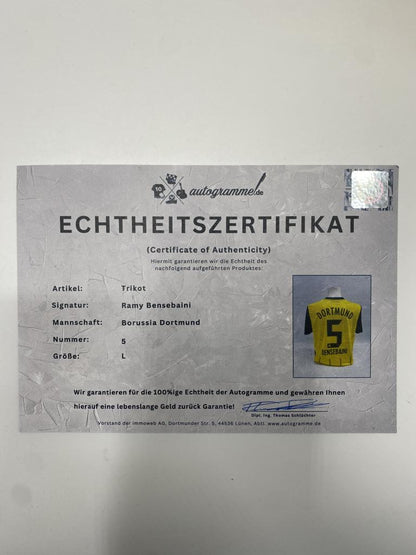 10
autogramme.de
ECHTHEITSZERTIFIKAT
(Certificate of Authenticity)
Hiermit garantieren wir die Echtheit des
nachfolgend aufgeführten Produktes:
Artikel: Trikot
Signatur: Ramy Bensebaini
Mannschaft: Borussia Dortmund
Nummer: 5
Größe: L
DORTMUND
5
BENSEBAINI
Wir garantieren für die 100%ige Echtheit der Autogramme und gewähren Ihnen
hierauf eine lebenslange Geld zurück Garantie!
Dipl. Ing. Thomas Schlüchter
Vorstand der immoweb AG, Dortmunder Str. 5, 44536 Lünen, Abtl. www.autogramme.de